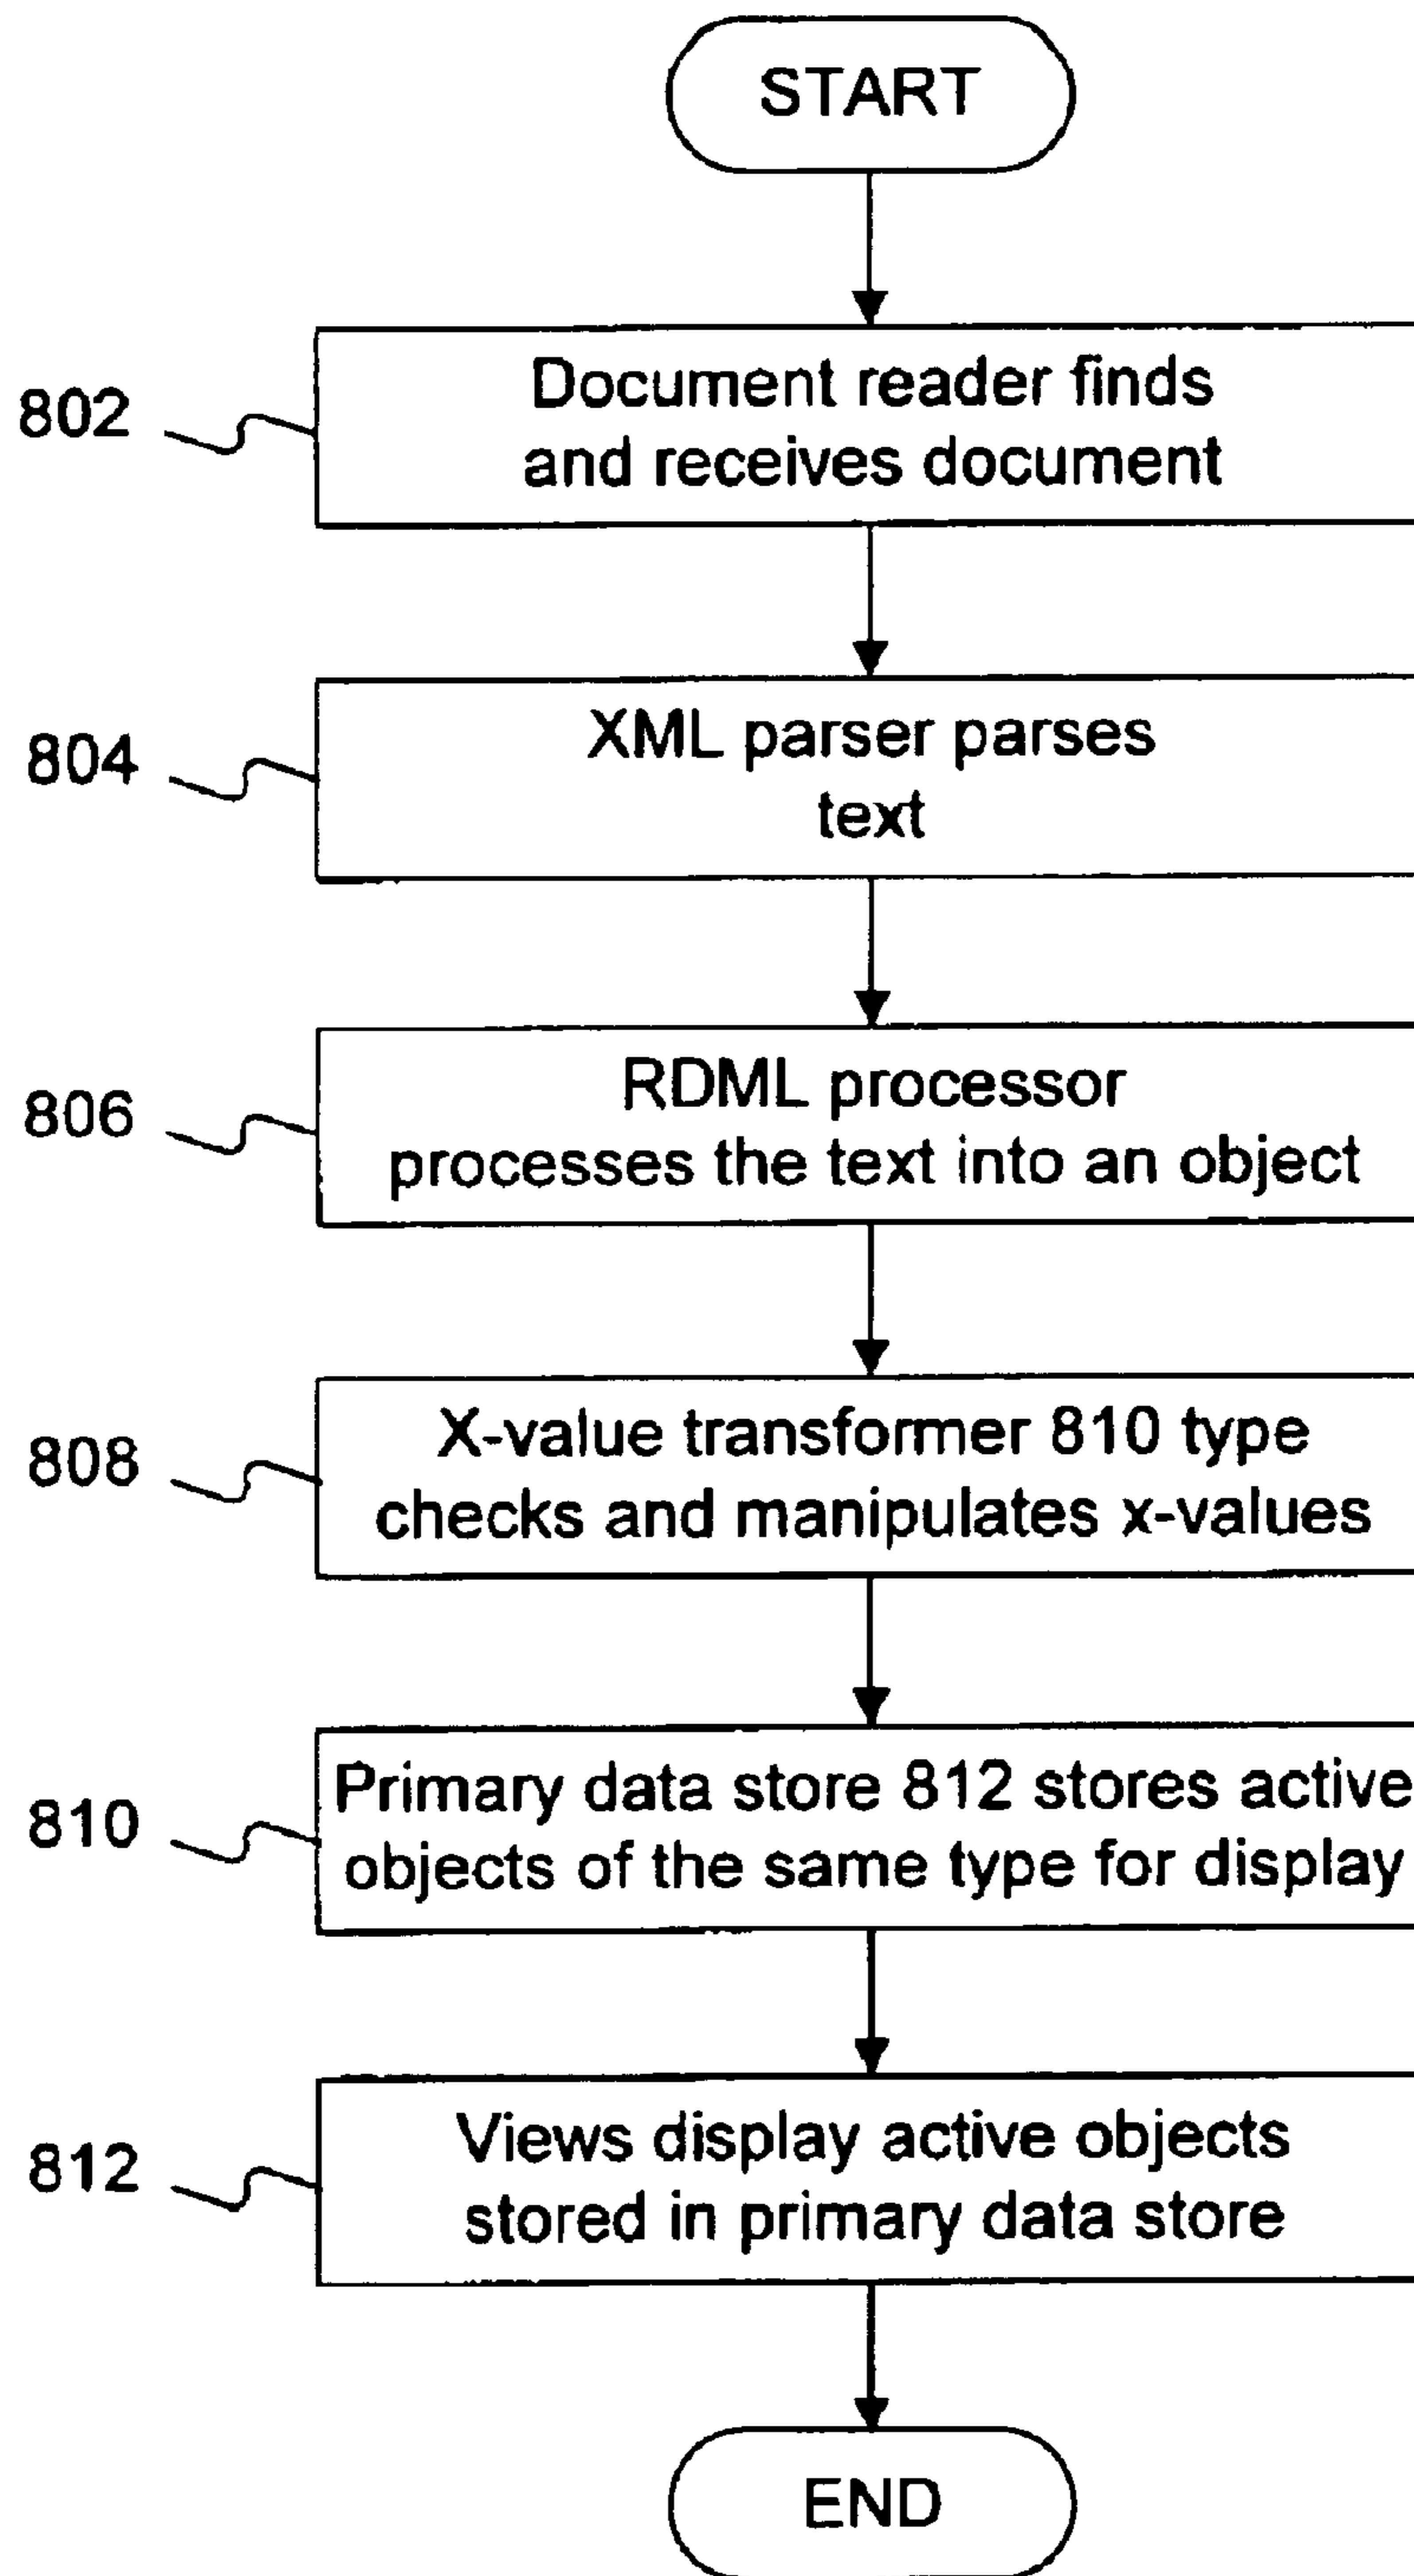 START
802
Document reader finds
and receives document
804
XML parser parses
text
806
RDML processor
processes the text into an object
808
X-value transformer 810 type
checks and manipulates x-values
810
Primary data store 812 stores active
objects of the same type for display
812
Views display active objects
stored in primary data store
END